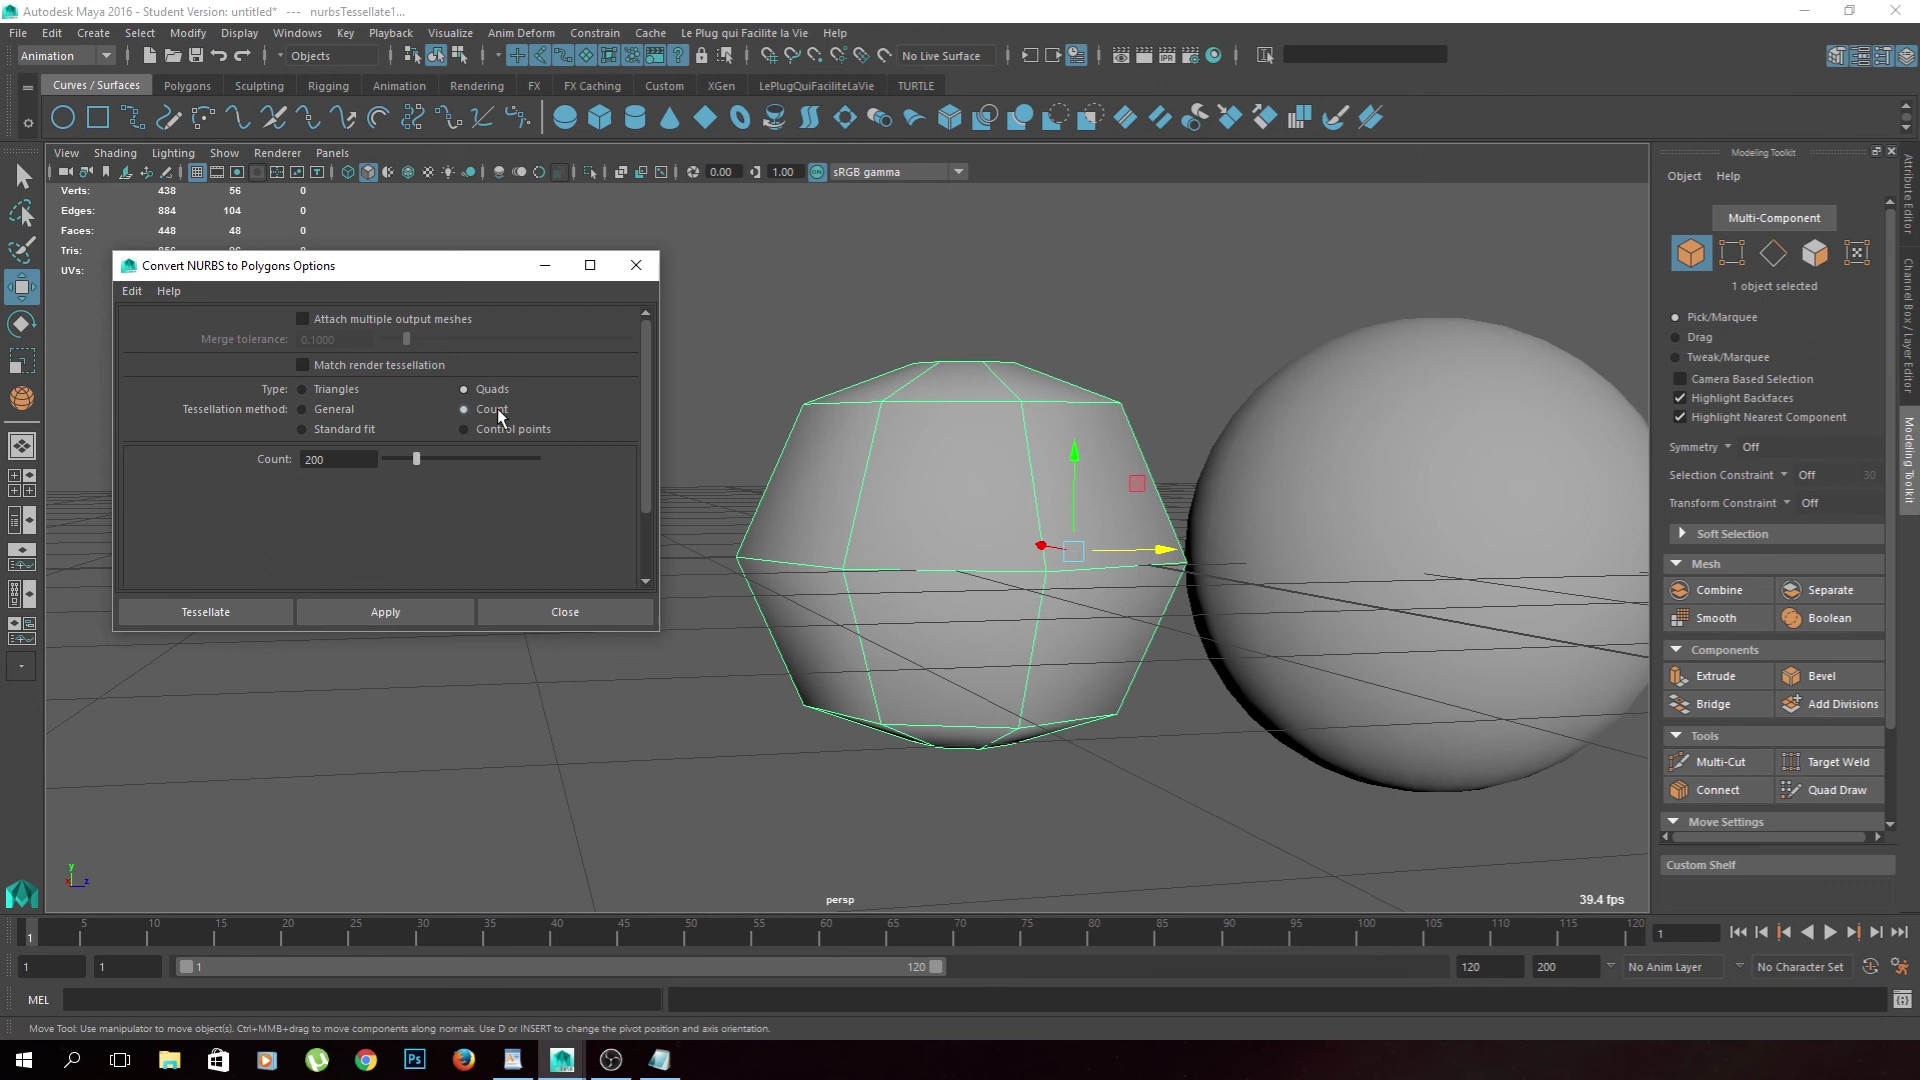 Autodesk Maya 2016 - Student Version: untitled* --- nurbsTessellate1...
File Edit Create Select Modify Display Windows Key Playback Visualize Anim Deform Constrain Cache Le Plug qui Facilite la Vie Help
Animation Objects No Live Surface
Curves / Surfaces Polygons Sculpting Rigging Animation Rendering FX FX Caching Custom XGen LePlugQuiFaciliteLaVie TURTLE
View Shading Lighting Show Renderer Panels
0.00 1.00 ON sRGB gamma
Verts: 438 56 0
Edges: 884 104 0
Faces: 448 48 0
Tris:
UVs:
Convert NURBS to Polygons Options
Edit Help
Attach multiple output meshes
Merge tolerance: 0.1000
Match render tessellation
Type: Triangles Quads
Tessellation method: General Count
Standard fit Control points
Count: 200
Tessellate Apply Close
y
x z
persp
39.4 fps
Modeling Toolkit
Object Help
Multi-Component
1 object selected
Pick/Marquee
Drag
Tweak/Marquee
Camera Based Selection
Highlight Backfaces
Highlight Nearest Component
Symmetry Off
Selection Constraint Off 30
Transform Constraint Off
Soft Selection
Mesh
Combine Separate
Smooth Boolean
Components
Extrude Bevel
Bridge Add Divisions
Tools
Multi-Cut Target Weld
Connect Quad Draw
Move Settings
Custom Shelf
Attribute Editor
Channel Box / Layer Editor
Modeling Toolkit
1 5 10 15 20 25 30 35 40 45 50 55 60 65 70 75 80 85 90 95 100 105 110 115 120 1
1 1 1 120 120 200 No Anim Layer No Character Set
MEL
Move Tool: Use manipulator to move object(s). Ctrl+MMB+drag to move components along normals. Use D or INSERT to change the pivot position and axis orientation.
Ps